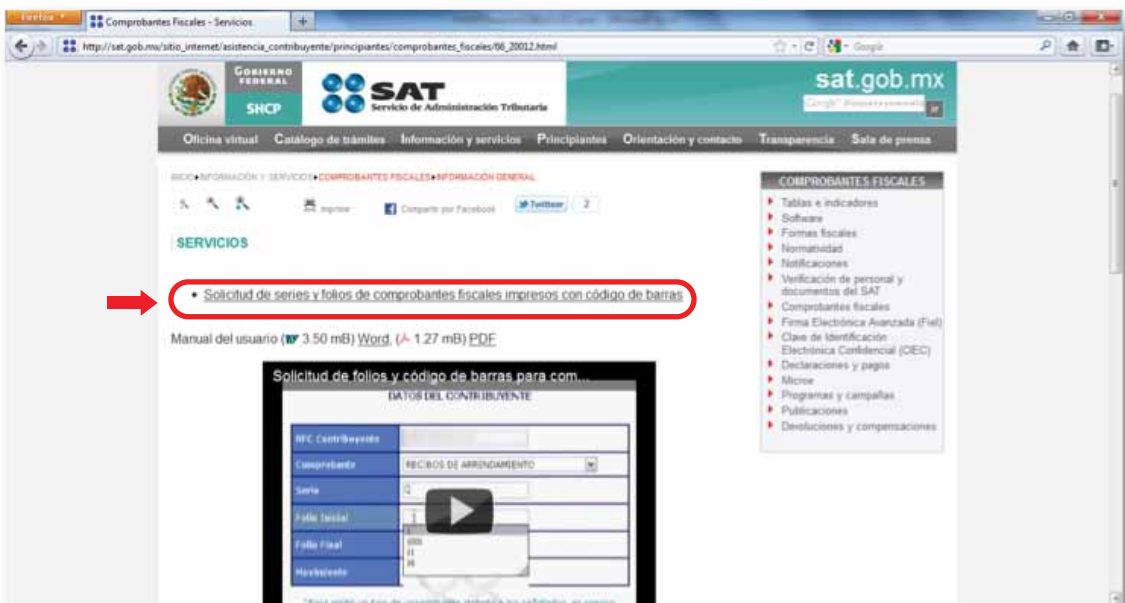 Firefox
Comprobantes Fiscales - Servicios
http://sat.gob.mx/sitio_internet/asistencia_contribuyente/principiantes/comprobantes_fiscales/66_20012.html
Google
GOBIERNO
FEDERAL
SHCP
SAT
Servicio de Administración Tributaria
sat.gob.mx
Oficina virtual Catálogo de trámites Información y servicios Principiantes Orientación y contacto Transparencia Sala de prensa
INICIO INFORMACIÓN Y SERVICIOS COMPROBANTES FISCALES INFORMACIÓN GENERAL
Imprimir Compartir por Facebook Twittear 2
SERVICIOS
• Solicitud de series y folios de comprobantes fiscales impresos con código de barras
Manual del usuario (3.50 mB) Word, (1.27 mB) PDF
Solicitud de folios y código de barras para com...
DATOS DEL CONTRIBUYENTE
RFC Contribuyente
Comprobante RECIBOS DE ARRENDAMIENTO
Serie
Folio Inicial
Folio Final
Movimiento
COMPROBANTES FISCALES
Tablas e indicadores
Software
Formas fiscales
Normatividad
Notificaciones
Verificación de personal y
documentos del SAT
Comprobantes fiscales
Firma Electrónica Avanzada (Fiel)
Clave de Identificación
Electrónica Confidencial (CIEC)
Declaraciones y pagos
Micros
Programas y campañas
Publicaciones
Devoluciones y compensaciones